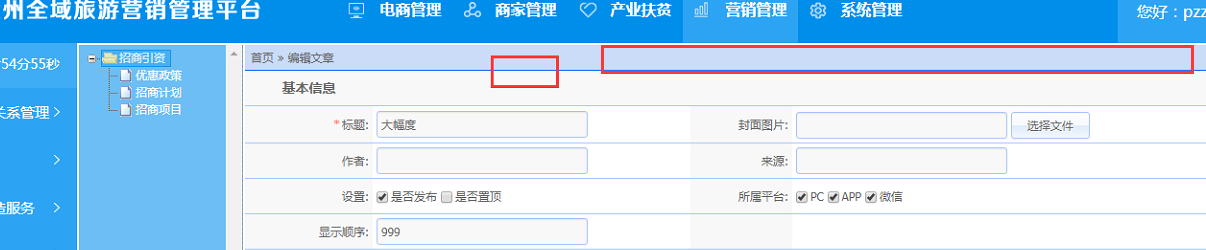 州全域旅游营销管理平台 电商管理 商家管理 产业扶贫 营销管理 系统管理 您好：pzz
54分55秒
关系管理
造服务
招商引资
优惠政策
招商计划
招商项目
首页 » 编辑文章
基本信息
*标题: 大幅度 封面图片: 选择文件
作者: 来源:
设置: 是否发布 是否置顶 所属平台: PC APP 微信
显示顺序: 999